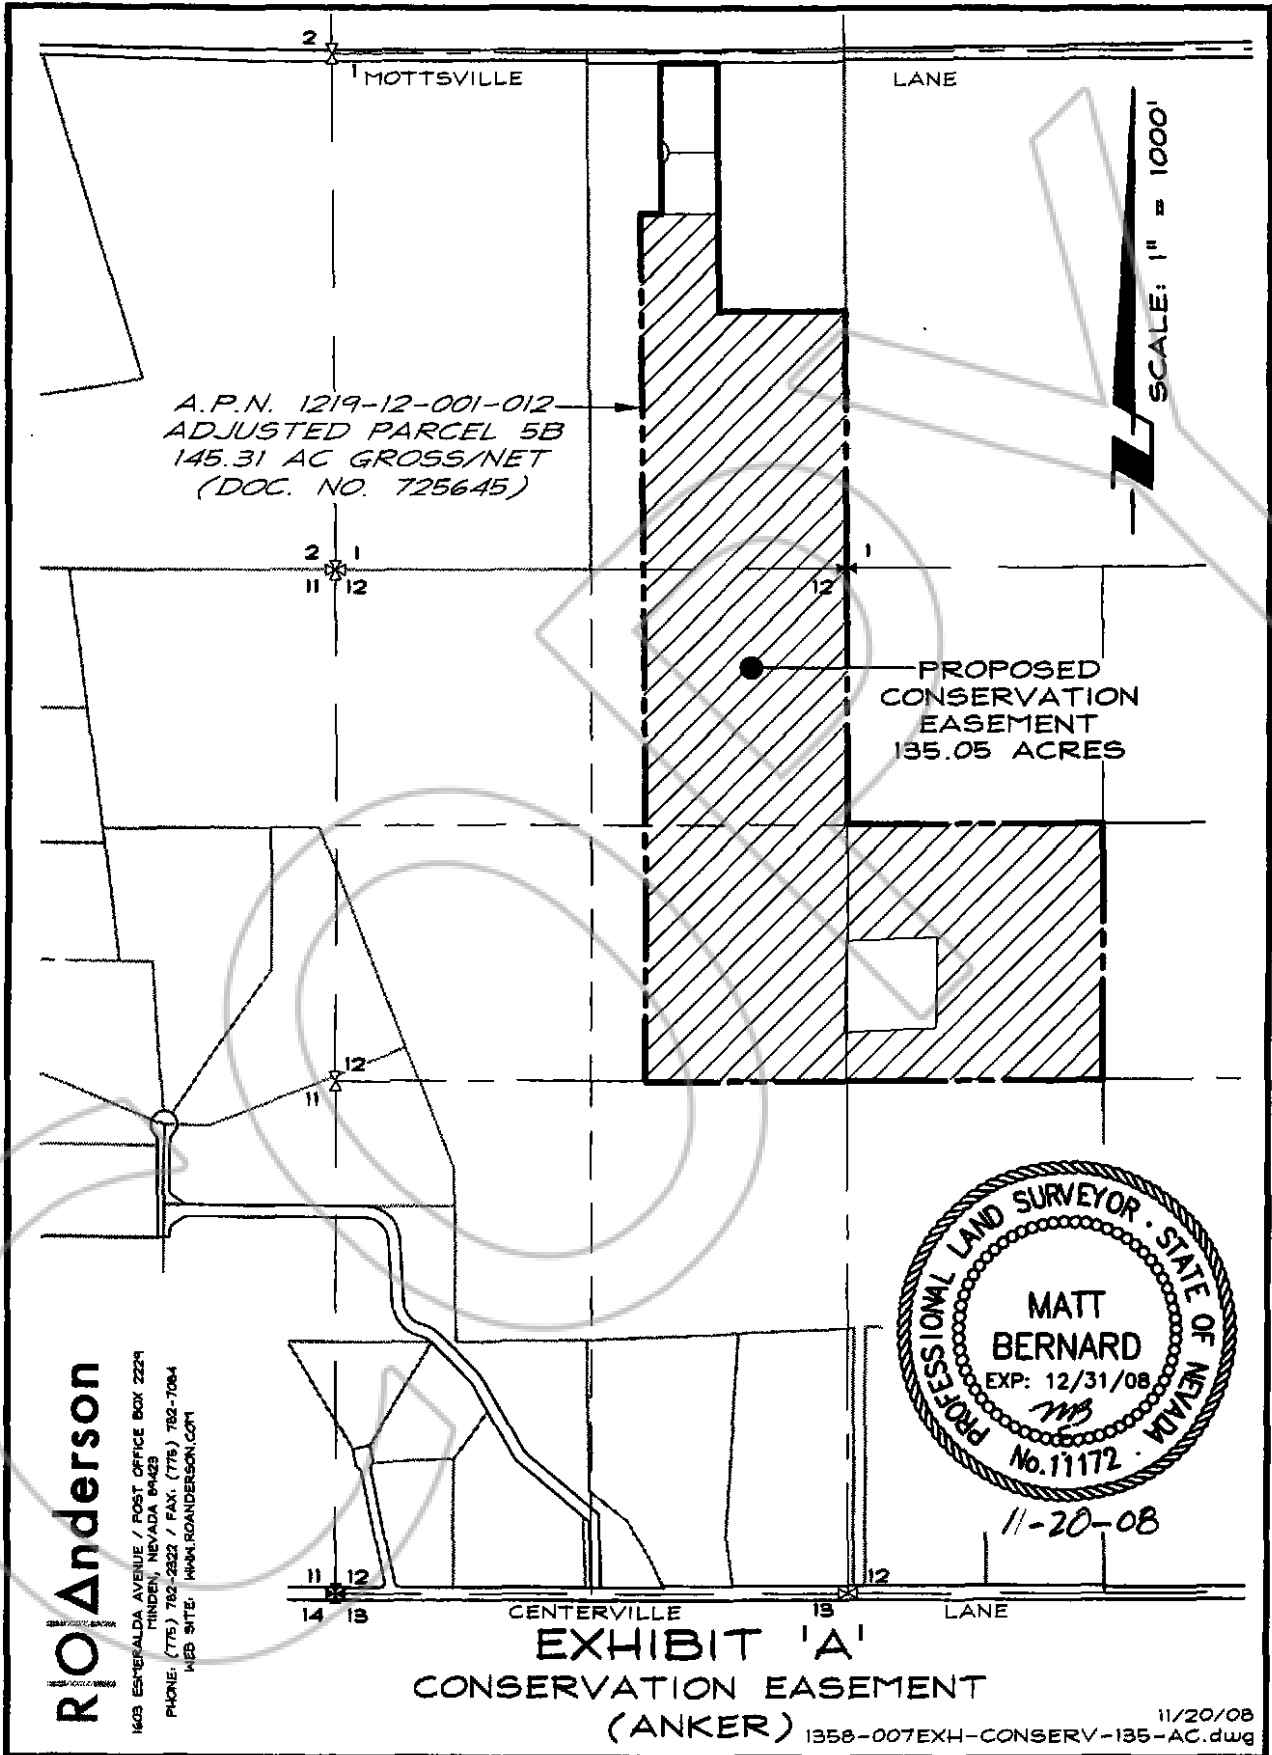 2
1 MOTTSVILLE LANE
SCALE: 1" = 1000'
A.P.N. 1219-12-001-012
ADJUSTED PARCEL 5B
145.31 AC GROSS/NET
(DOC. NO. 725645)
2 1
11 12
1
12
PROPOSED
CONSERVATION
EASEMENT
135.05 ACRES
12
11
PROFESSIONAL LAND SURVEYOR · STATE OF NEVADA ·
MATT
BERNARD
EXP: 12/31/08
MB
No. 11172
11-20-08
11 12
14 13
12
13
CENTERVILLE LANE
RO Anderson
1603 ESMERALDA AVENUE / POST OFFICE BOX 2229
MINDEN, NEVADA 89423
PHONE: (775) 782-2322 / FAX: (775) 782-7084
WEB SITE: WWW.ROANDERSON.COM
EXHIBIT 'A'
CONSERVATION EASEMENT
(ANKER)
11/20/08
1358-007EXH-CONSERV-135-AC.dwg
COPY